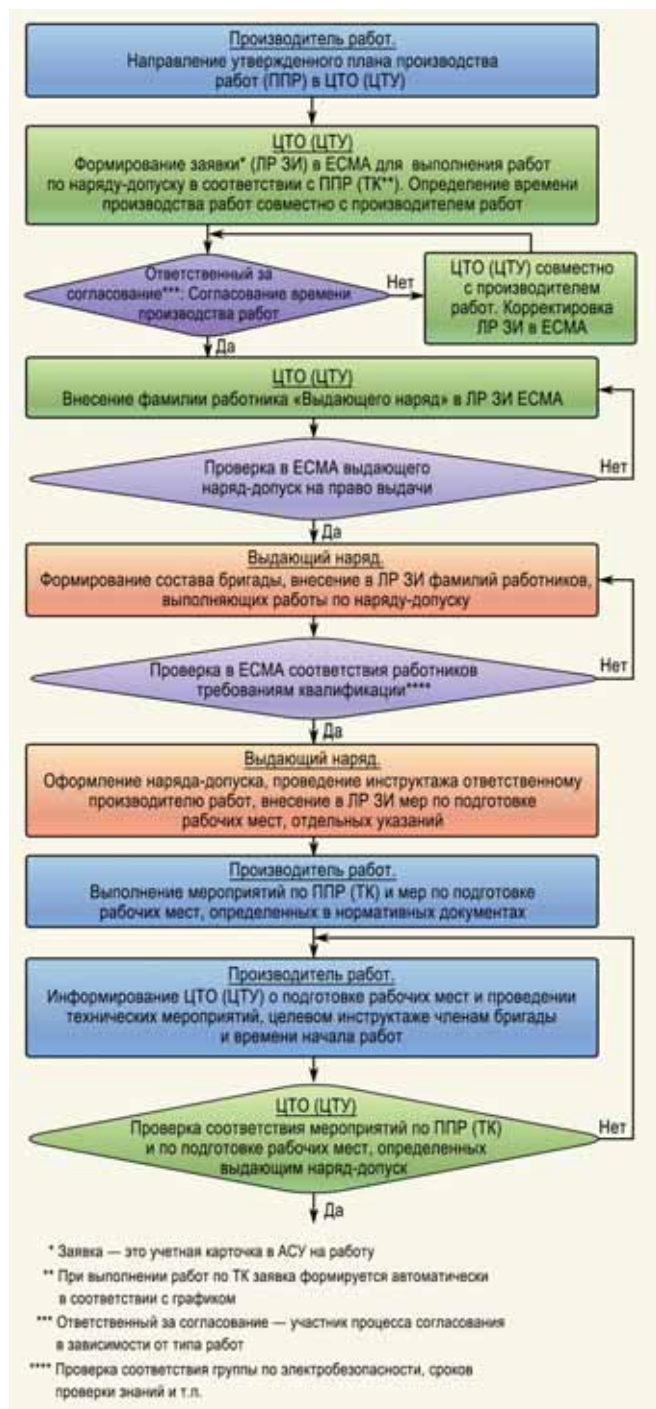 Производитель работ.
Направление утвержденного плана производства
работ (ППР) в ЦТО (ЦТУ)
ЦТО (ЦТУ)
Формирование заявки* (ЛР ЗИ) в ЕСМА для выполнения работ
по наряду-допуску в соответствии с ППР (ТК**). Определение времени
производства работ совместно с производителем работ
Ответственный за
согласование***: Согласование времени
производства работ
Нет
ЦТО (ЦТУ) совместно
с производителем
работ. Корректировка
ЛР ЗИ в ЕСМА
Да
ЦТО (ЦТУ)
Внесение фамилии работника «Выдающего наряд» в ЛР ЗИ ЕСМА
Проверка в ЕСМА выдающего
наряд-допуск на право выдачи
Нет
Да
Выдающий наряд.
Формирование состава бригады, внесение в ЛР ЗИ фамилий работников,
выполняющих работы по наряду-допуску
Проверка в ЕСМА соответствия работников
требованиям квалификации****
Нет
Да
Выдающий наряд.
Оформление наряда-допуска, проведение инструктажа ответственному
производителю работ, внесение в ЛР ЗИ мер по подготовке
рабочих мест, отдельных указаний
Производитель работ.
Выполнение мероприятий по ППР (ТК) и мер по подготовке
рабочих мест, определенных в нормативных документах
Производитель работ.
Информирование ЦТО (ЦТУ) о подготовке рабочих мест и проведении
технических мероприятий, целевом инструктаже членам бригады
и времени начала работ
ЦТО (ЦТУ)
Проверка соответствия мероприятий по ППР (ТК)
и по подготовке рабочих мест, определенных
выдающим наряд-допуск
Нет
Да
* Заявка — это учетная карточка в АСУ на работу
** При выполнении работ по ТК заявка формируется автоматически
в соответствии с графиком
*** Ответственный за согласование — участник процесса согласования
в зависимости от типа работ
**** Проверка соответствия группы по электробезопасности, сроков
проверки знаний и т.п.